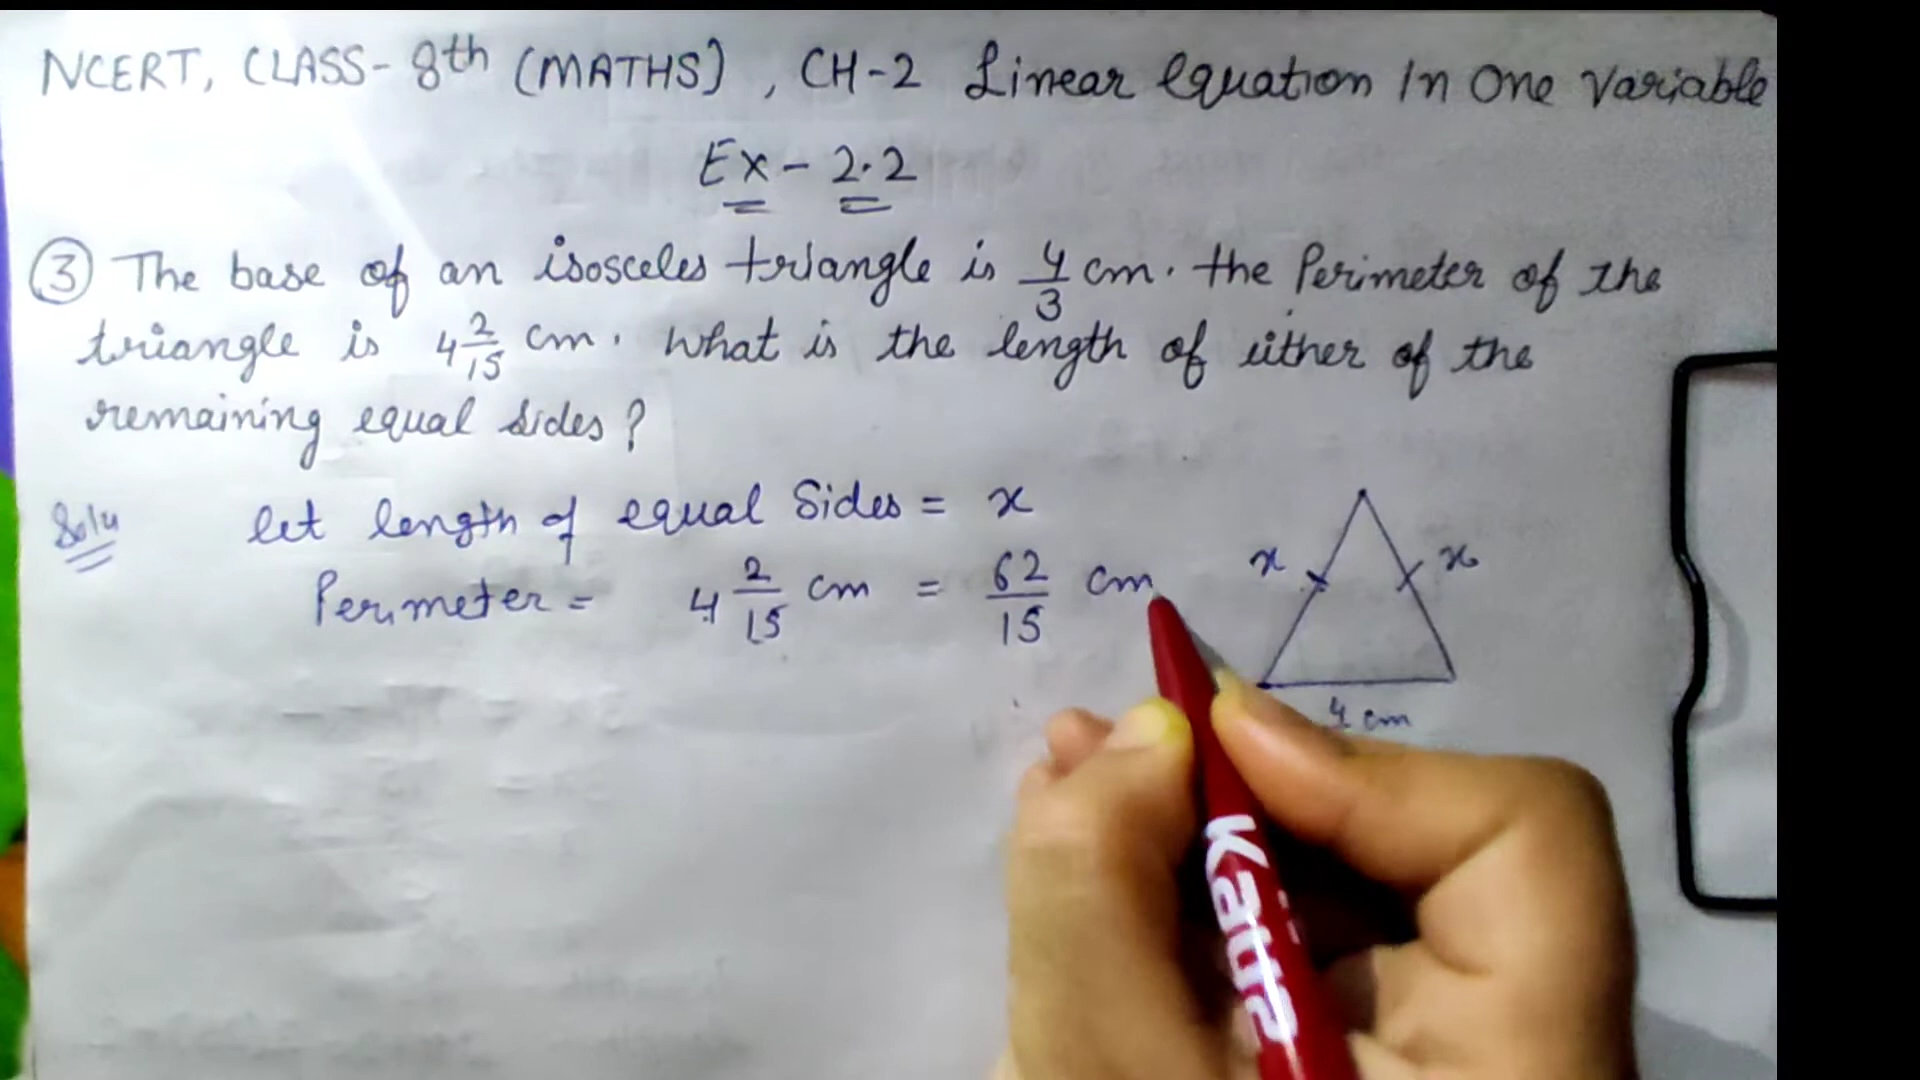 NCERT, CLASS- 8th (MATHS), CH-2 Linear Equation In One Variable
Ex - 2.2
③ The base of an isosceles triangle is 4/3 cm. the Perimeter of the
triangle is 4 2/15 cm. What is the length of either of the
remaining equal sides?
Solu let length of equal Sides = x
Perimeter = 4 2/15 cm = 62/15 cm
x x
4 cm
Katuz